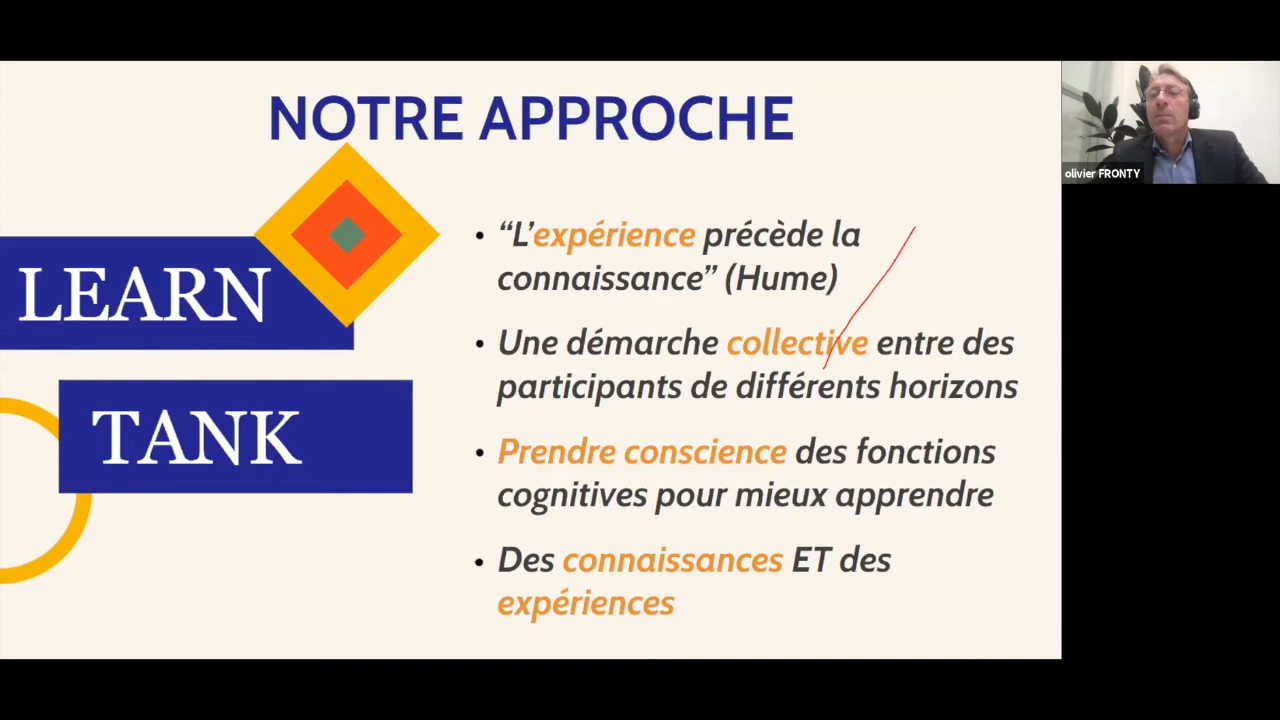 NOTRE APPROCHE
LEARN
TANK
• “L’expérience précède la
connaissance” (Hume)
• Une démarche collective entre des
participants de différents horizons
• Prendre conscience des fonctions
cognitives pour mieux apprendre
• Des connaissances ET des
expériences
olivier FRONTY